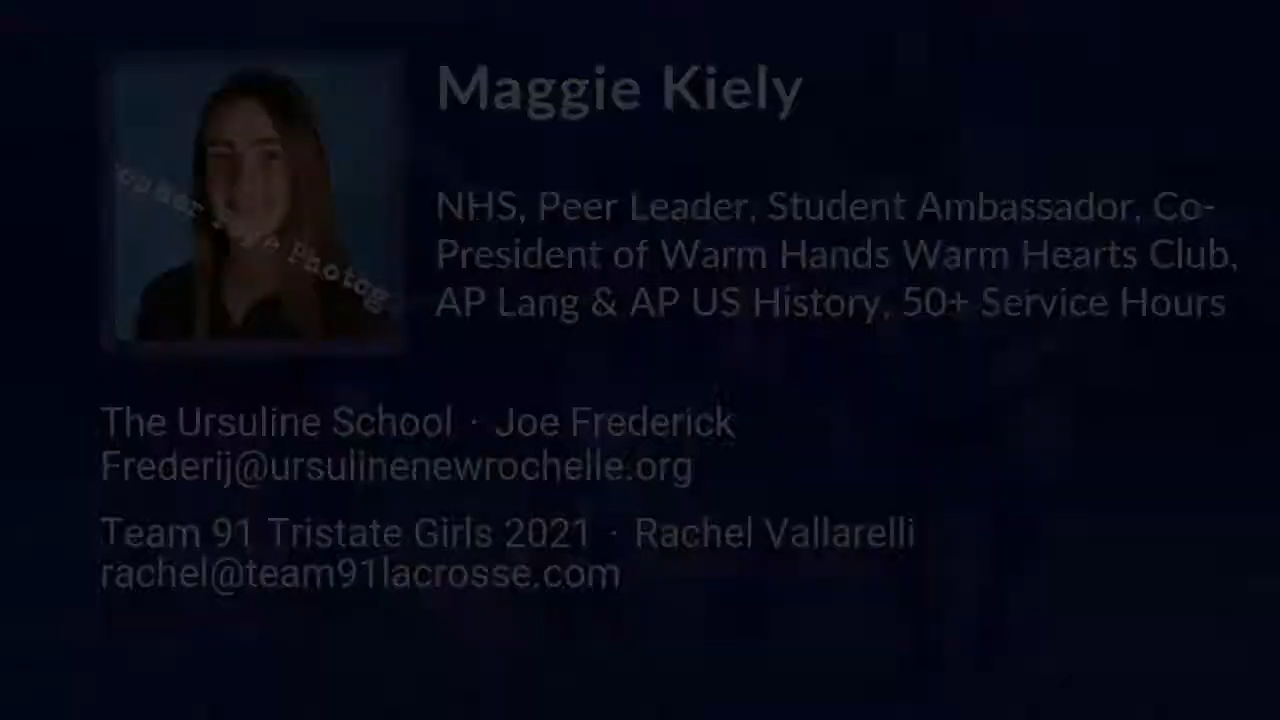 Maggie Kiely
NHS, Peer Leader, Student Ambassador, Co-
President of Warm Hands Warm Hearts Club,
AP Lang & AP US History, 50+ Service Hours
The Ursuline School · Joe Frederick
Frederij@ursulinenewrochelle.org
Team 91 Tristate Girls 2021 · Rachel Vallarelli
rachel@team91lacrosse.com